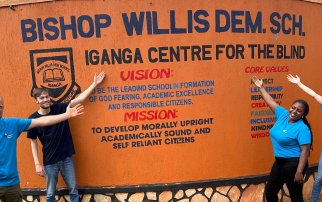 BISHOP WILLIS DEM. SCH.
IGANGA CENTRE FOR THE BLIND
VISION:
BE THE LEADING SCHOOL IN FORMATION
OF GOD FEARING, ACADEMIC EXCELLENCE
AND RESPONSIBLE CITIZENS.
MISSION:
TO DEVELOP MORALLY UPRIGHT
ACADEMICALLY SOUND AND
SELF RELIANT CITIZENS
CORE VALUES